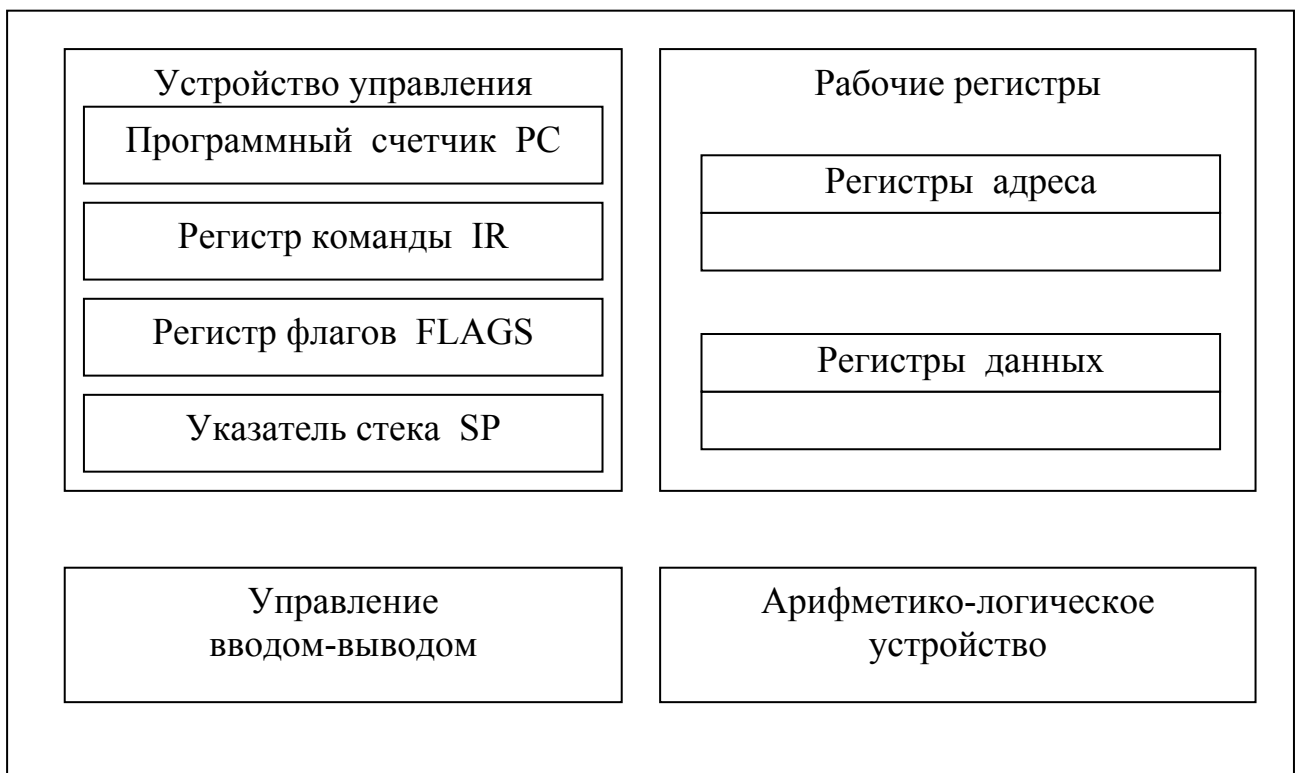 Устройство управления
Программный счетчик PC
Регистр команды IR
Регистр флагов FLAGS
Указатель стека SP
Рабочие регистры
Регистры адреса
Регистры данных
Управление
вводом-выводом
Арифметико-логическое
устройство